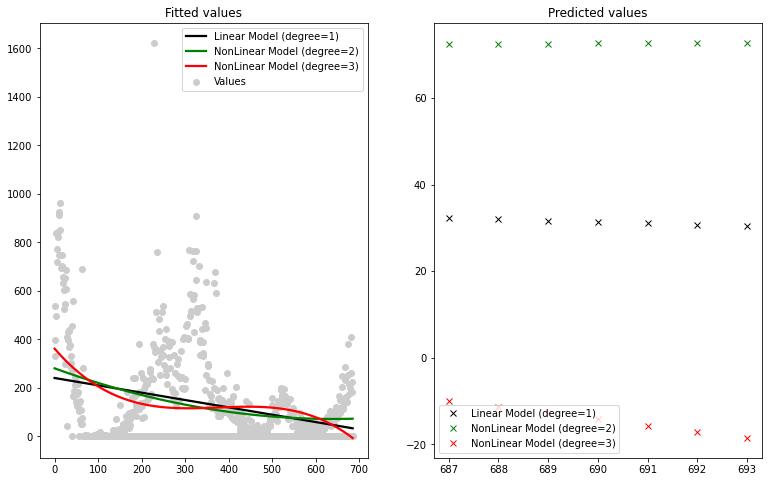 Fitted values
Linear Model (degree=1)
NonLinear Model (degree=2)
NonLinear Model (degree=3)
Values
1600
1400
1200
1000
800
600
400
200
0
0 100 200 300 400 500 600 700
Predicted values
60
40
20
0
−20
Linear Model (degree=1)
NonLinear Model (degree=2)
NonLinear Model (degree=3)
687 688 689 690 691 692 693